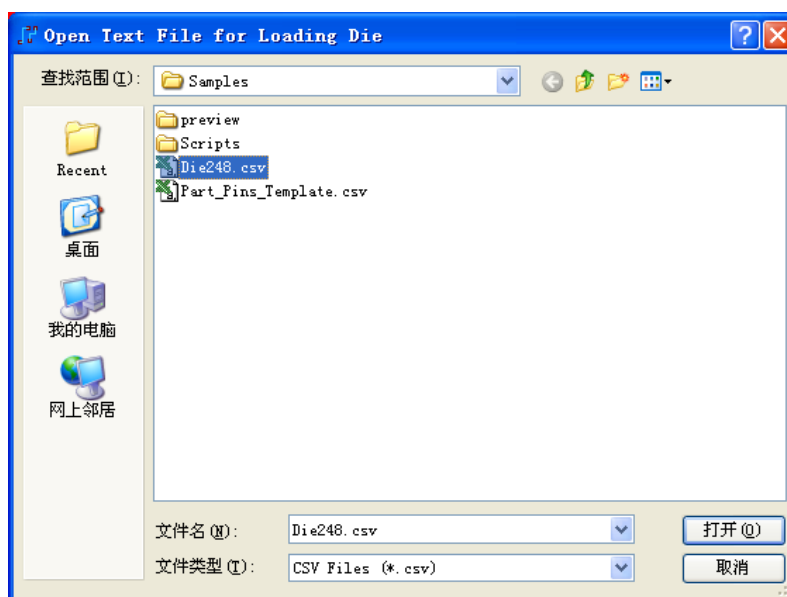 Open Text File for Loading Die
查找范围(I):
Samples
preview
Scripts
Die248.csv
Part_Pins_Template.csv
Recent
桌面
我的电脑
网上邻居
文件名(N):
Die248.csv
打开(O)
文件类型(T):
CSV Files (*.csv)
取消